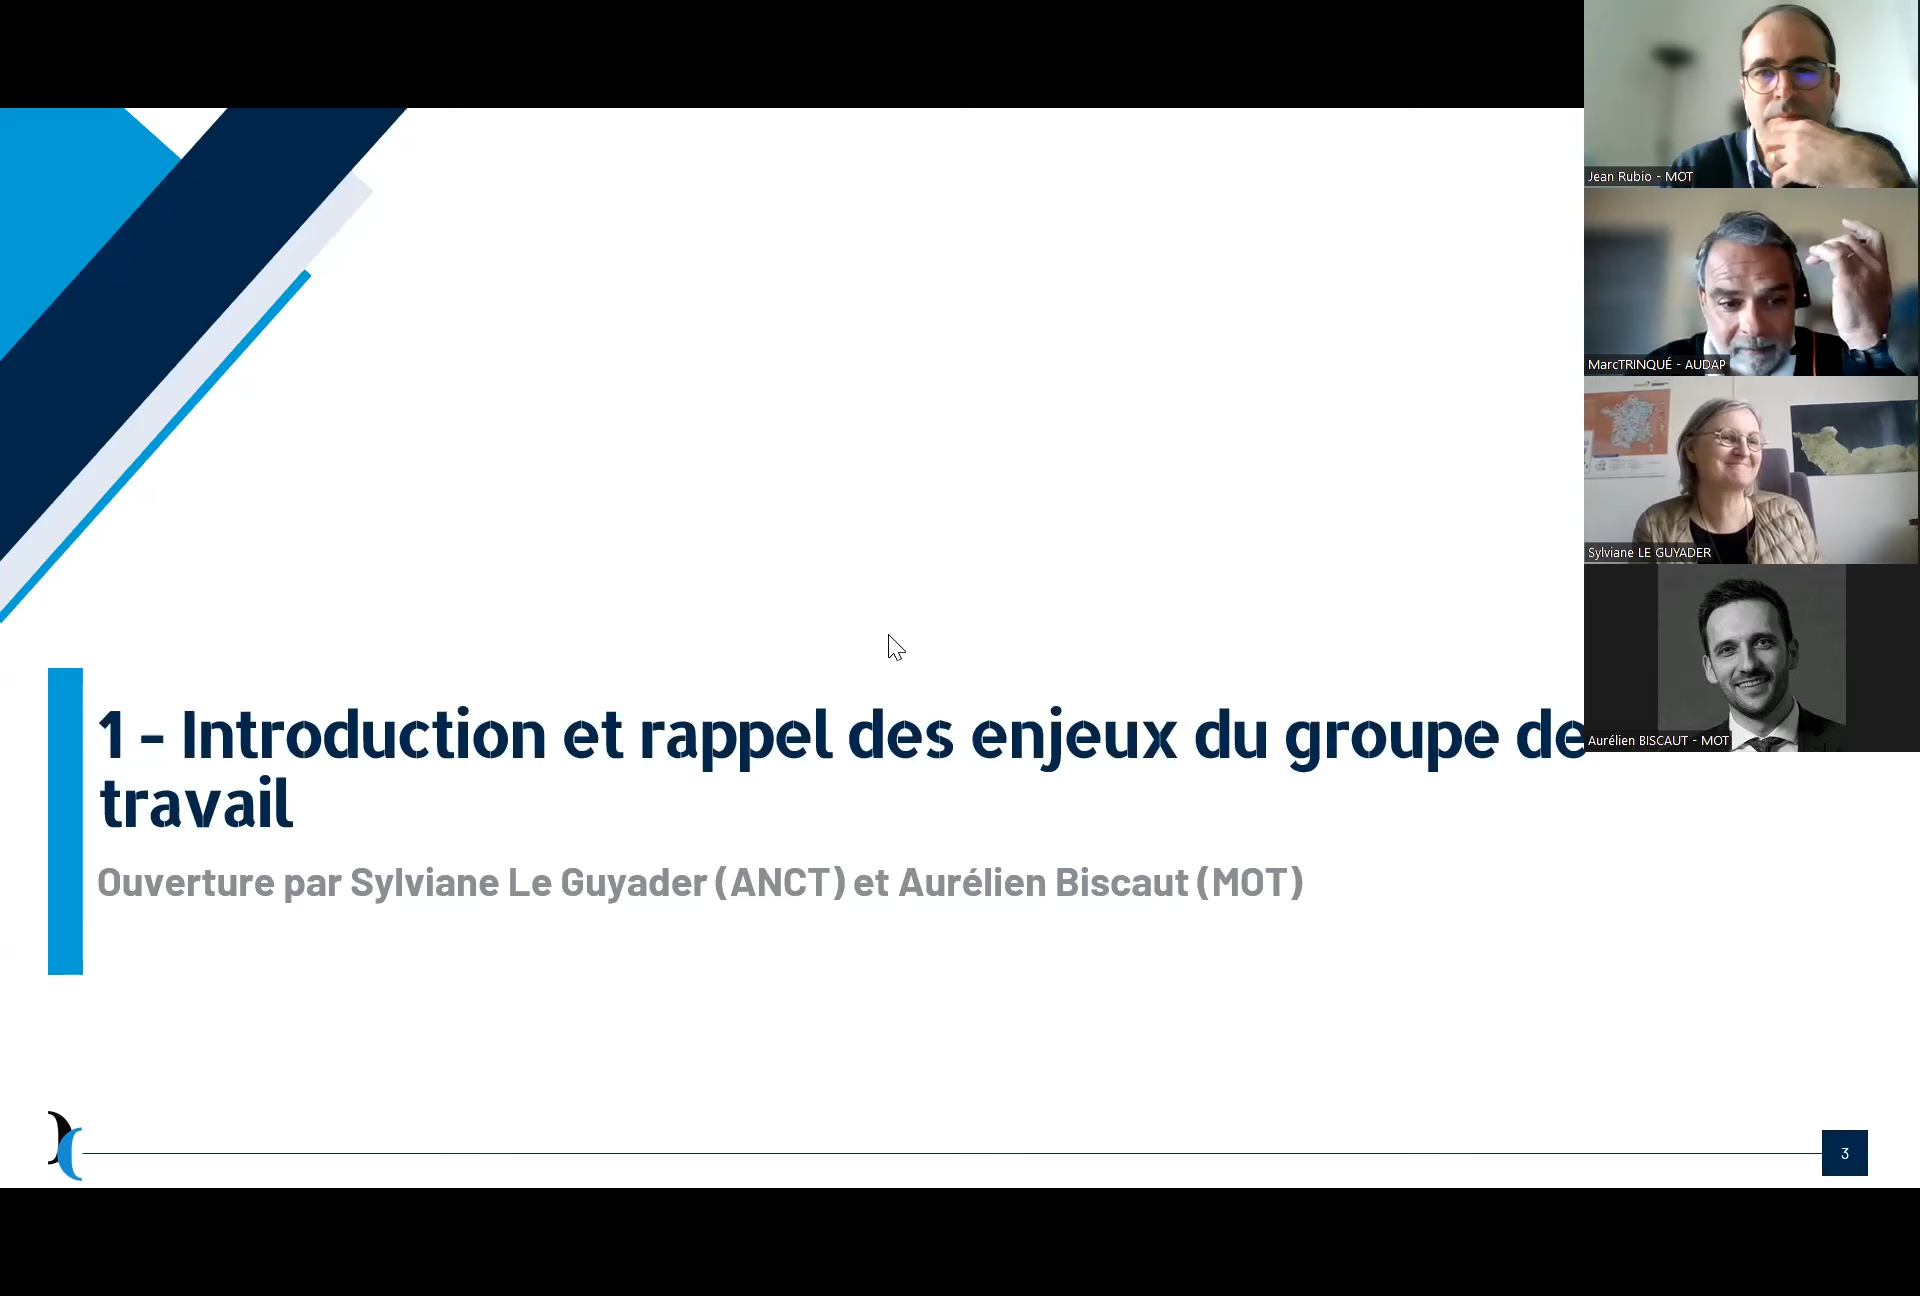 Jean Rubio - MOT
MarcTRINQUÉ - AUDAP
Sylviane LE GUYADER
Aurélien BISCAUT - MOT
1 - Introduction et rappel des enjeux du groupe de
travail
Ouverture par Sylviane Le Guyader (ANCT) et Aurélien Biscaut (MOT)
3